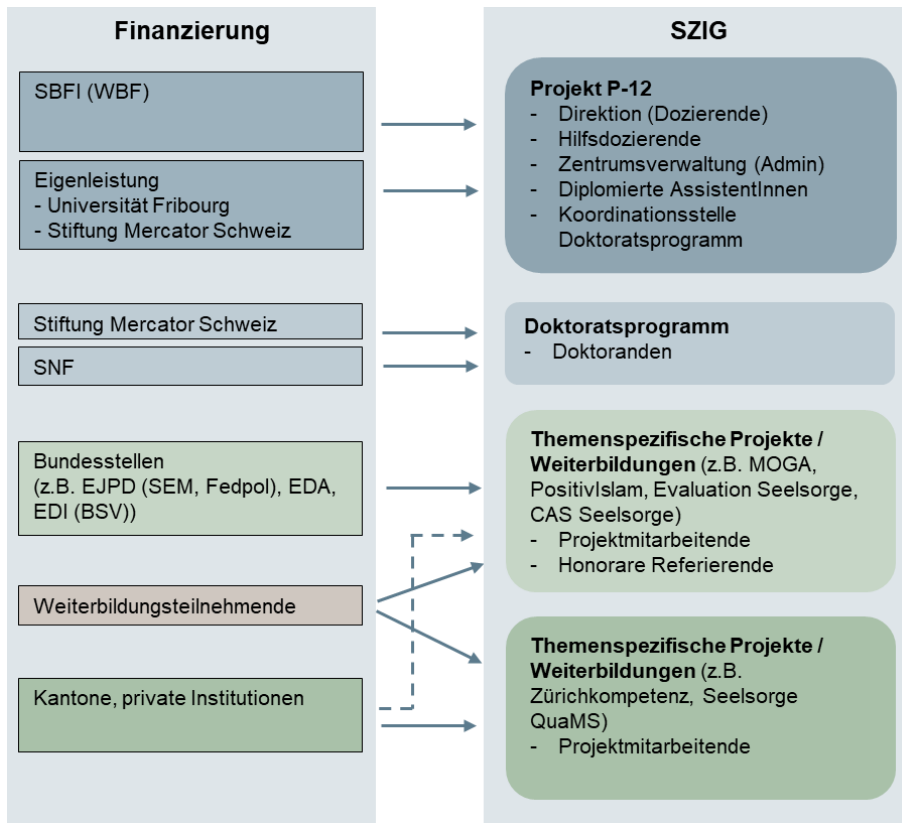 Finanzierung
SBFI (WBF)
Eigenleistung
- Universität Fribourg
- Stiftung Mercator Schweiz
Stiftung Mercator Schweiz
SNF
Bundesstellen
(z.B. EJPD (SEM, Fedpol), EDA,
EDI (BSV))
Weiterbildungsteilnehmende
Kantone, private Institutionen
SZIG
Projekt P-12
- Direktion (Dozierende)
- Hilfsdozierende
- Zentrumsverwaltung (Admin)
- Diplomierte AssistentInnen
- Koordinationsstelle
Doktoratsprogramm
Doktoratsprogramm
- Doktoranden
Themenspezifische Projekte /
Weiterbildungen (z.B. MOGA,
PositivIslam, Evaluation Seelsorge,
CAS Seelsorge)
- Projektmitarbeitende
- Honorare Referierende
Themenspezifische Projekte /
Weiterbildungen (z.B.
Zürichkompetenz, Seelsorge
QuaMS)
- Projektmitarbeitende